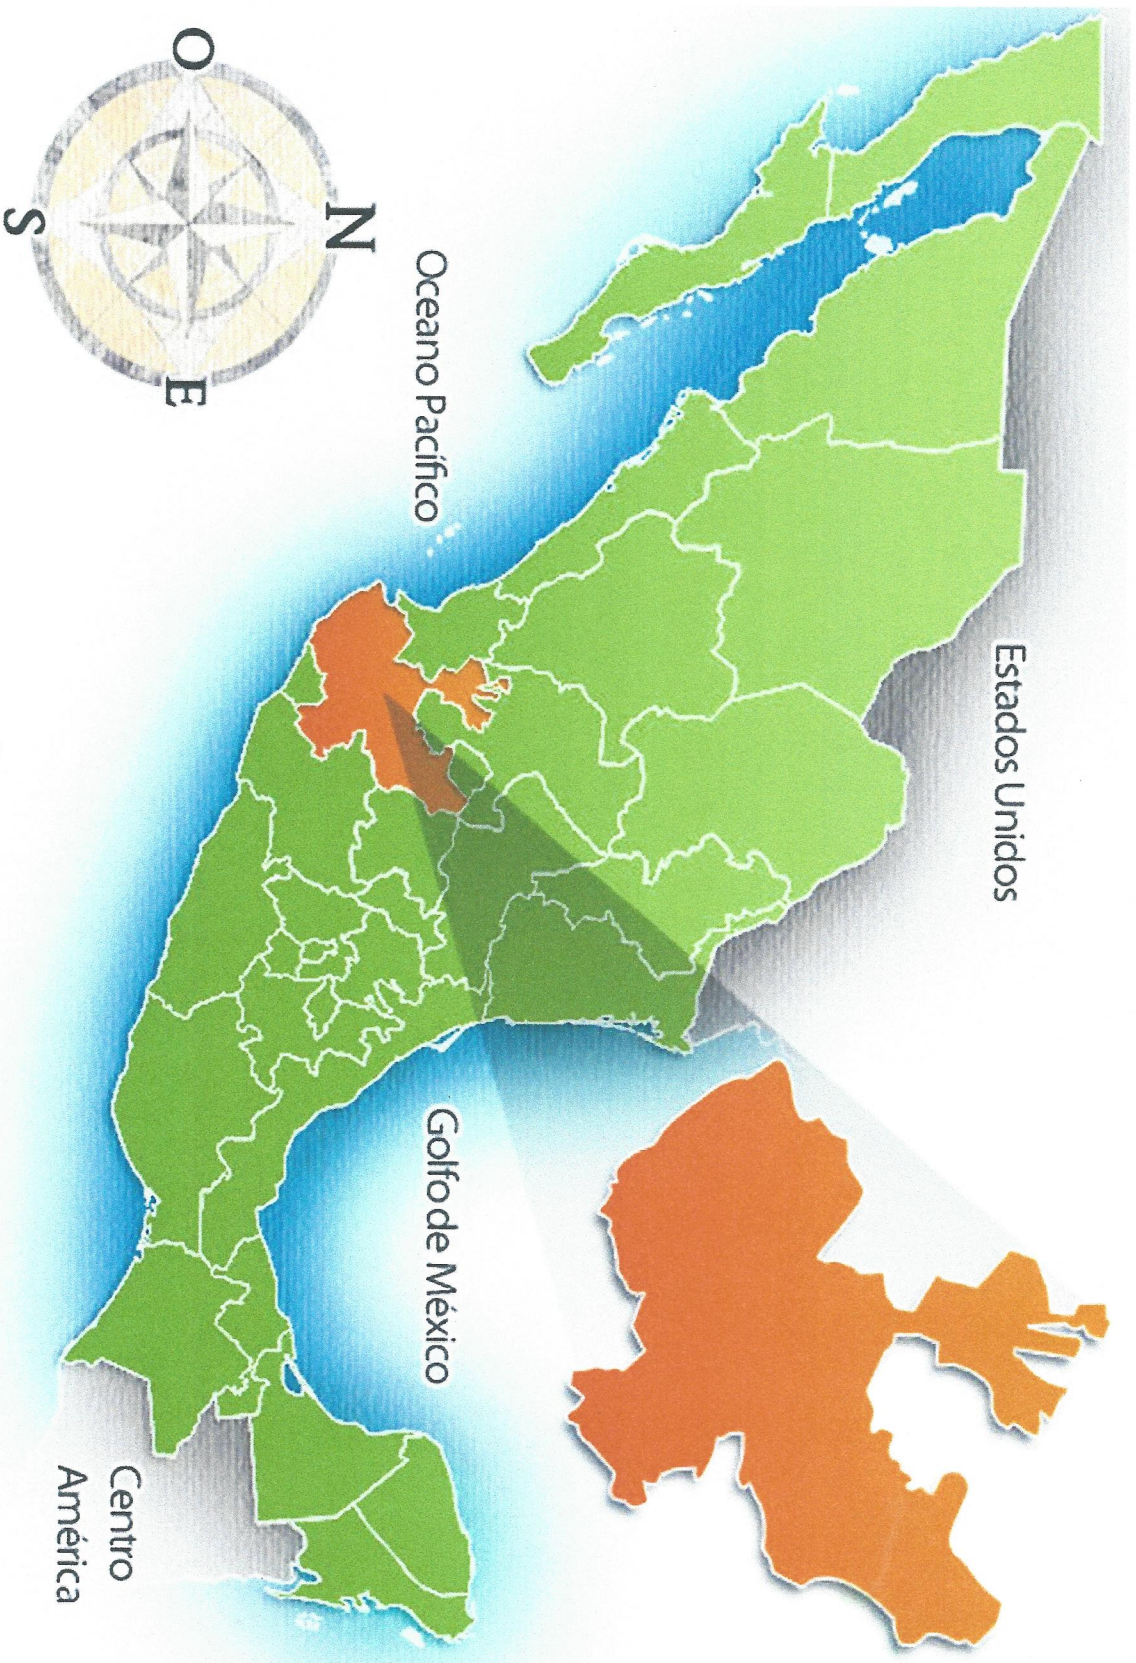 Estados Unidos
Oceano Pacífico
Golfo de México
Centro
América
N
O
E
S